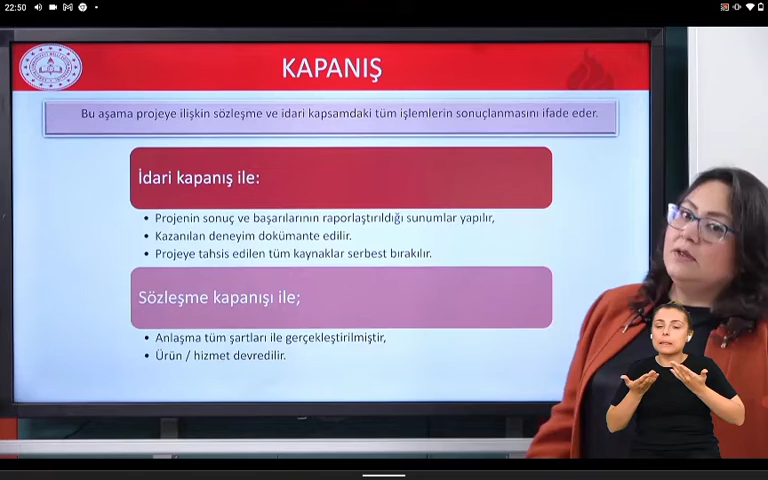 22:50
KAPANIŞ
Bu aşama projeye ilişkin sözleşme ve idari kapsamdaki tüm işlemlerin sonuçlanmasını ifade eder.
İdari kapanış ile:
• Projenin sonuç ve başarılarının raporlaştırıldığı sunumlar yapılır,
• Kazanılan deneyim dokümante edilir.
• Projeye tahsis edilen tüm kaynaklar serbest bırakılır.
Sözleşme kapanışı ile;
• Anlaşma tüm şartları ile gerçekleştirilmiştir,
• Ürün / hizmet devredilir.